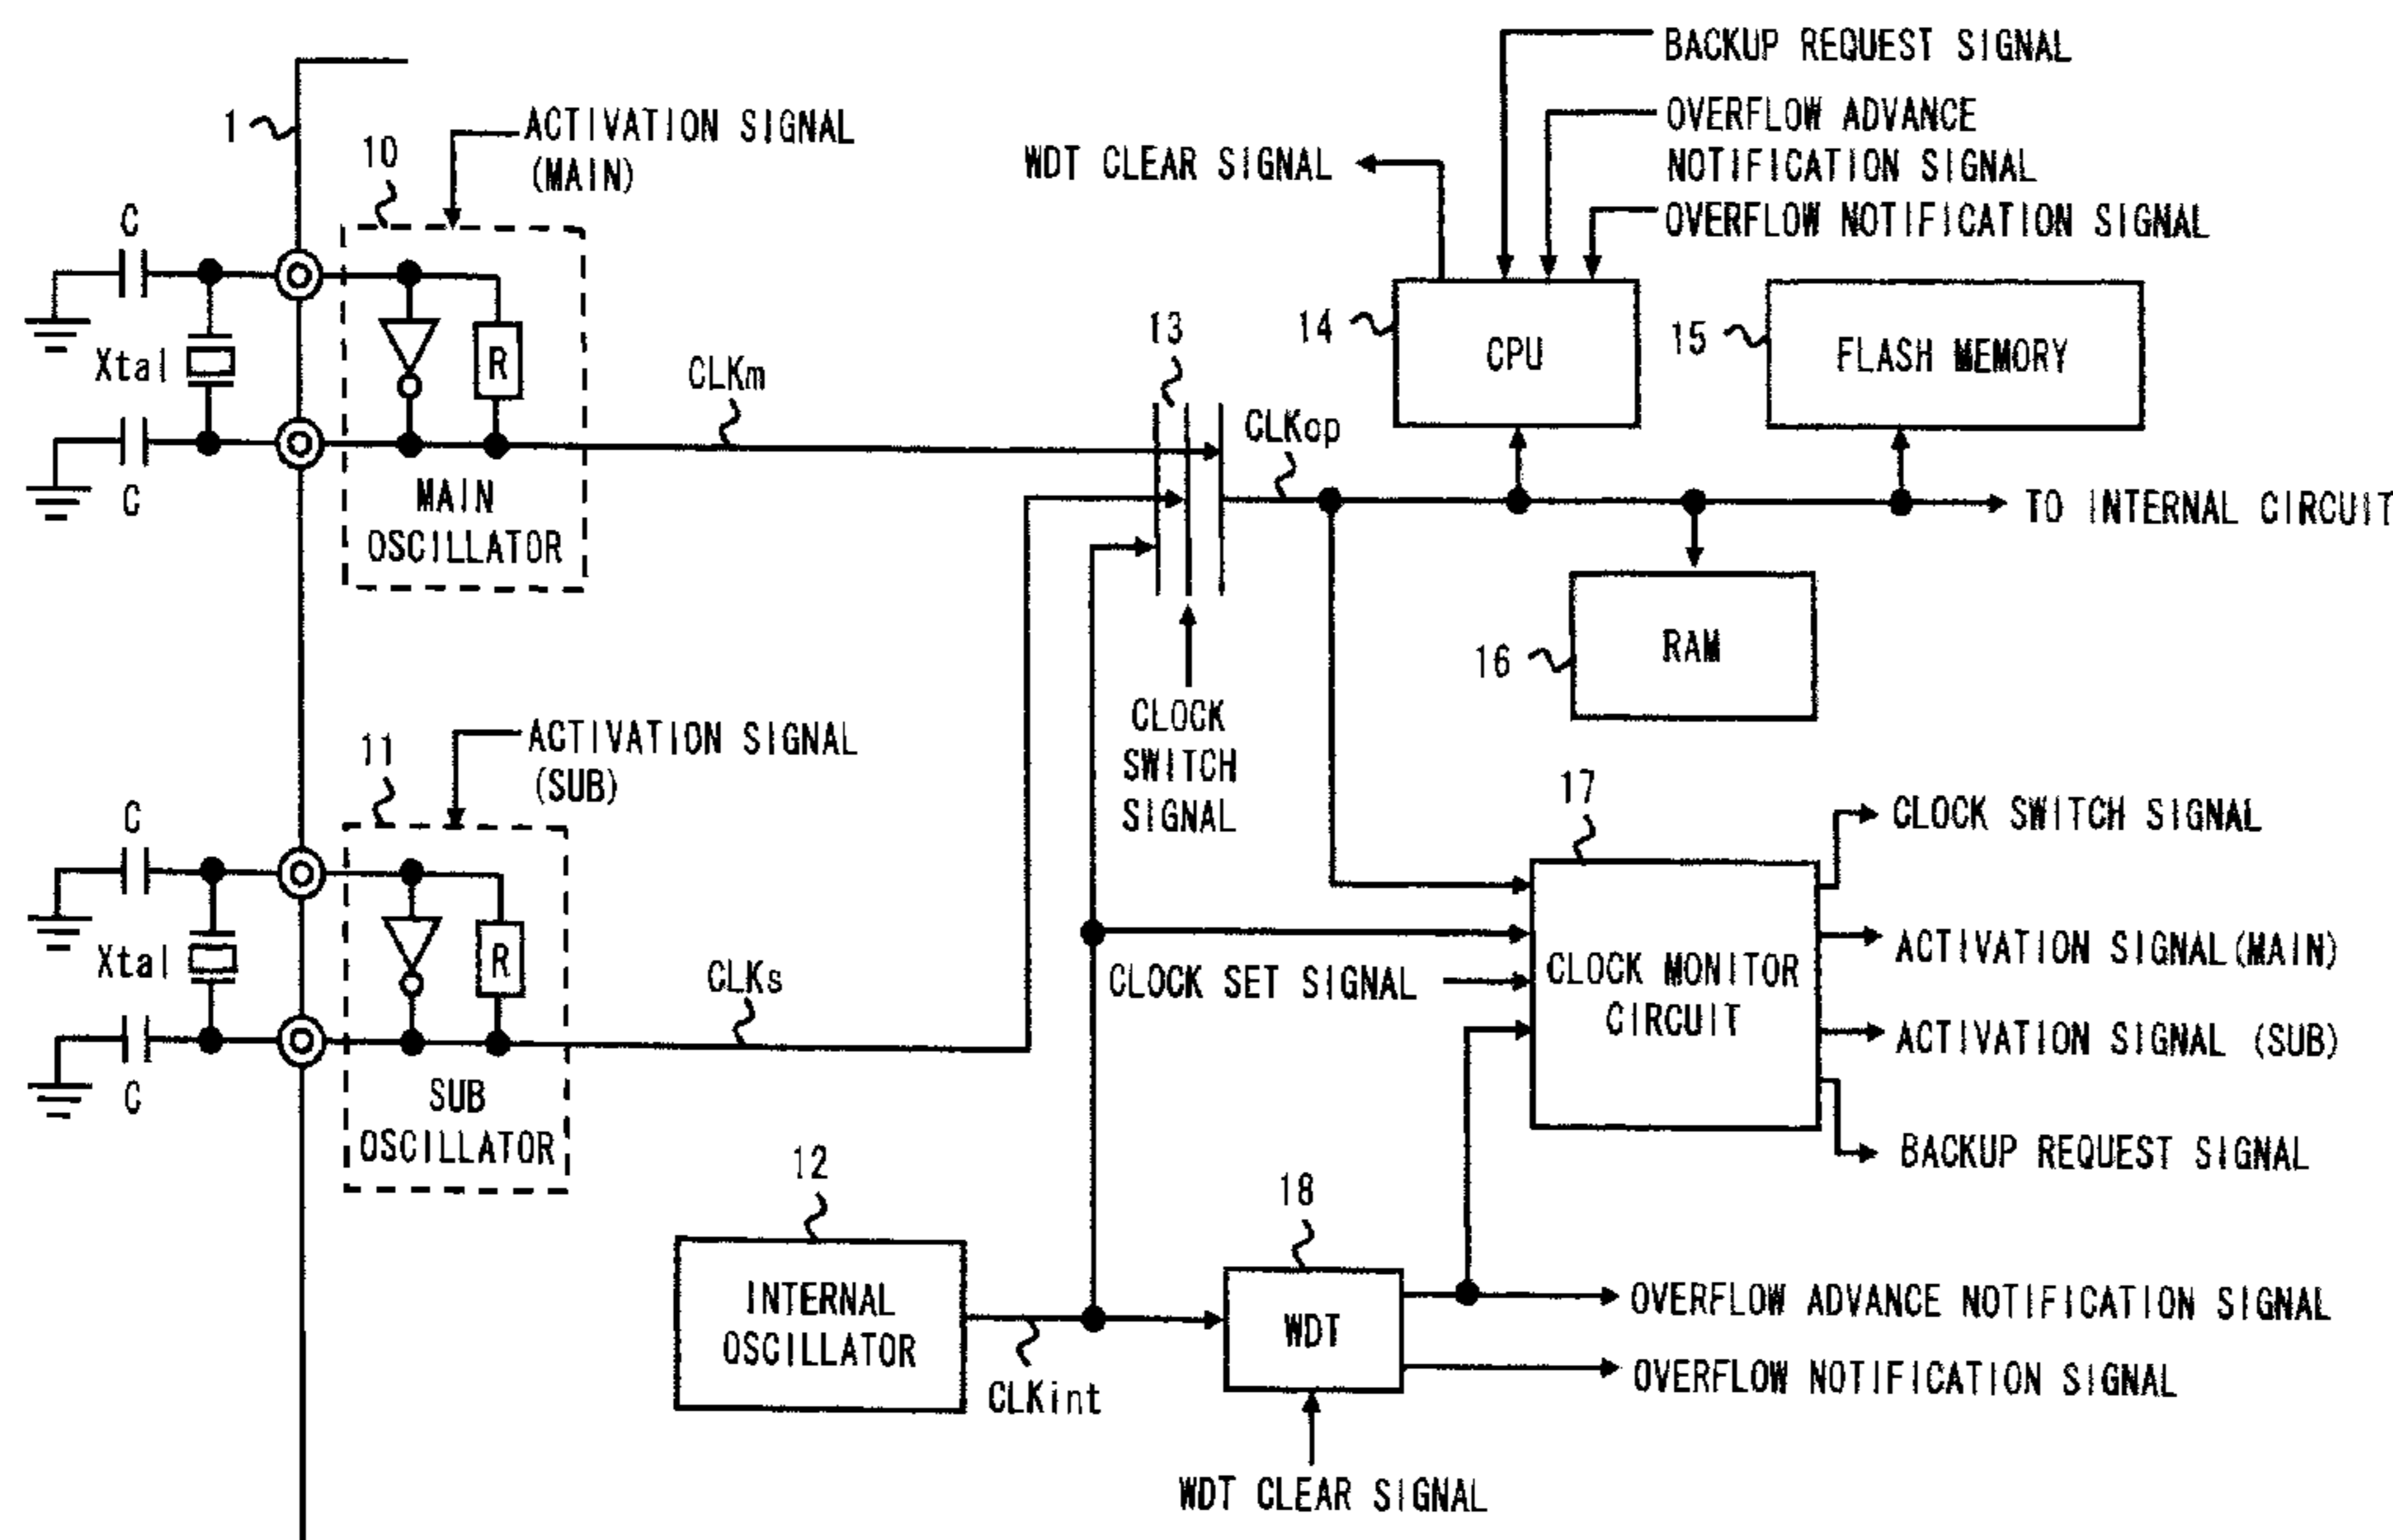 BACKUP REQUEST SIGNAL
1
10
ACTIVATION SIGNAL
(MAIN)
OVERFLOW ADVANCE
NOTIFICATION SIGNAL
WDT CLEAR SIGNAL
OVERFLOW NOTIFICATION SIGNAL
C
Xtal
C
R
MAIN
OSCILLATOR
CLKm
13
CLKop
14
CPU
15
FLASH MEMORY
TO INTERNAL CIRCUIT
16
RAM
CLOCK
SWITCH
SIGNAL
11
ACTIVATION SIGNAL
(SUB)
C
Xtal
C
R
SUB
OSCILLATOR
CLKs
17
CLOCK SET SIGNAL
CLOCK MONITOR
CIRCUIT
CLOCK SWITCH SIGNAL
ACTIVATION SIGNAL(MAIN)
ACTIVATION SIGNAL (SUB)
BACKUP REQUEST SIGNAL
12
INTERNAL
OSCILLATOR
CLKint
18
WDT
OVERFLOW ADVANCE NOTIFICATION SIGNAL
OVERFLOW NOTIFICATION SIGNAL
WDT CLEAR SIGNAL